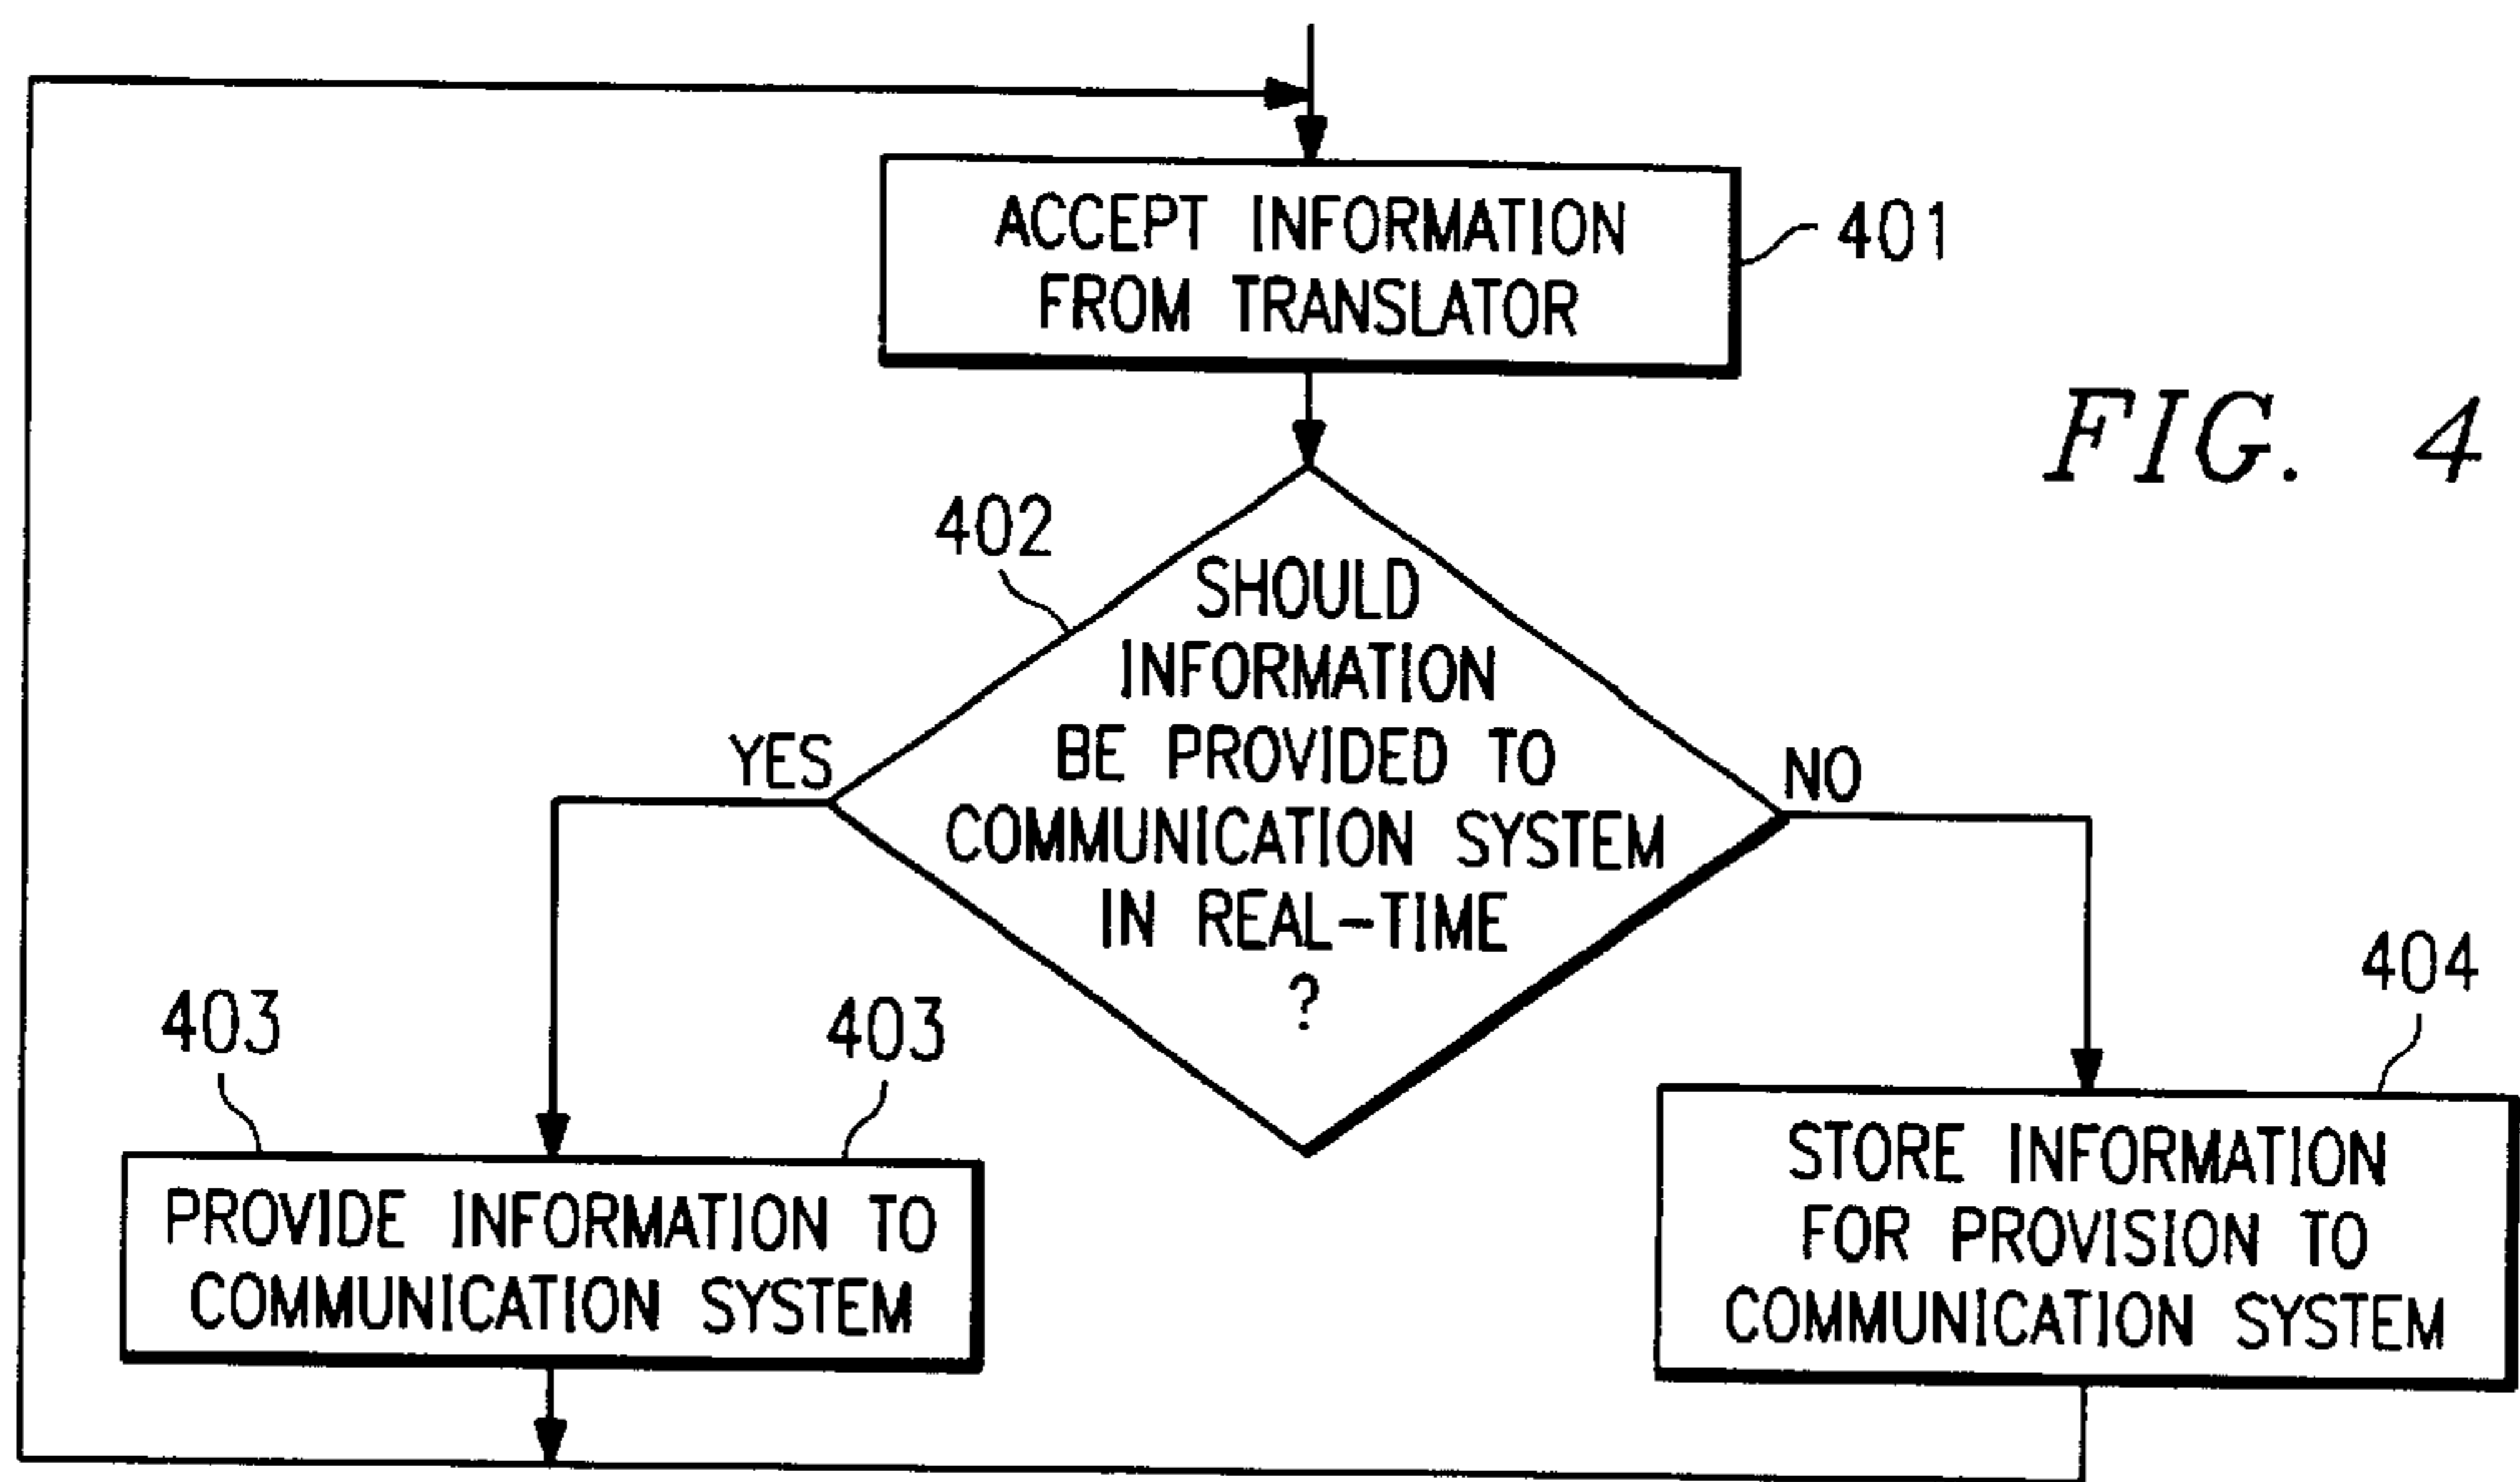 ACCEPT INFORMATION
FROM TRANSLATOR
401
FIG. 4
402
SHOULD
INFORMATION
BE PROVIDED TO
COMMUNICATION SYSTEM
IN REAL-TIME
?
YES
NO
403
403
404
PROVIDE INFORMATION TO
COMMUNICATION SYSTEM
STORE INFORMATION
FOR PROVISION TO
COMMUNICATION SYSTEM